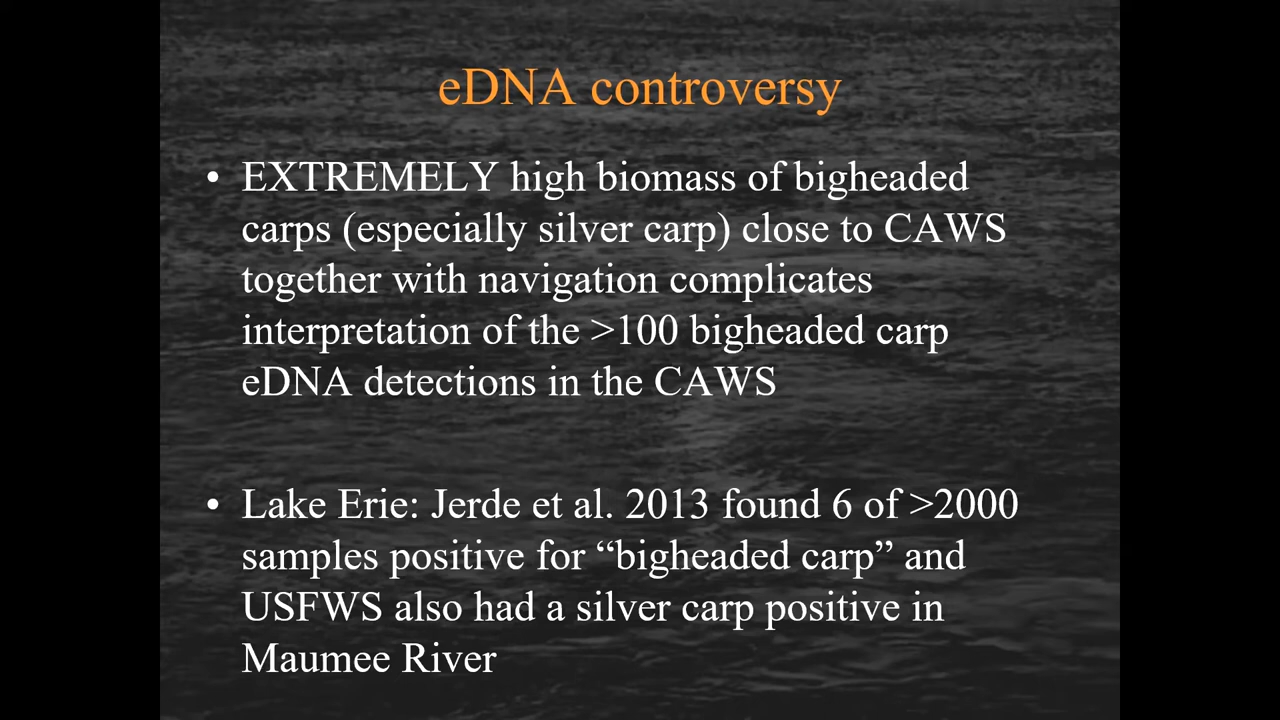 eDNA controversy
• EXTREMELY high biomass of bigheaded
carps (especially silver carp) close to CAWS
together with navigation complicates
interpretation of the >100 bigheaded carp
eDNA detections in the CAWS
• Lake Erie: Jerde et al. 2013 found 6 of >2000
samples positive for “bigheaded carp” and
USFWS also had a silver carp positive in
Maumee River